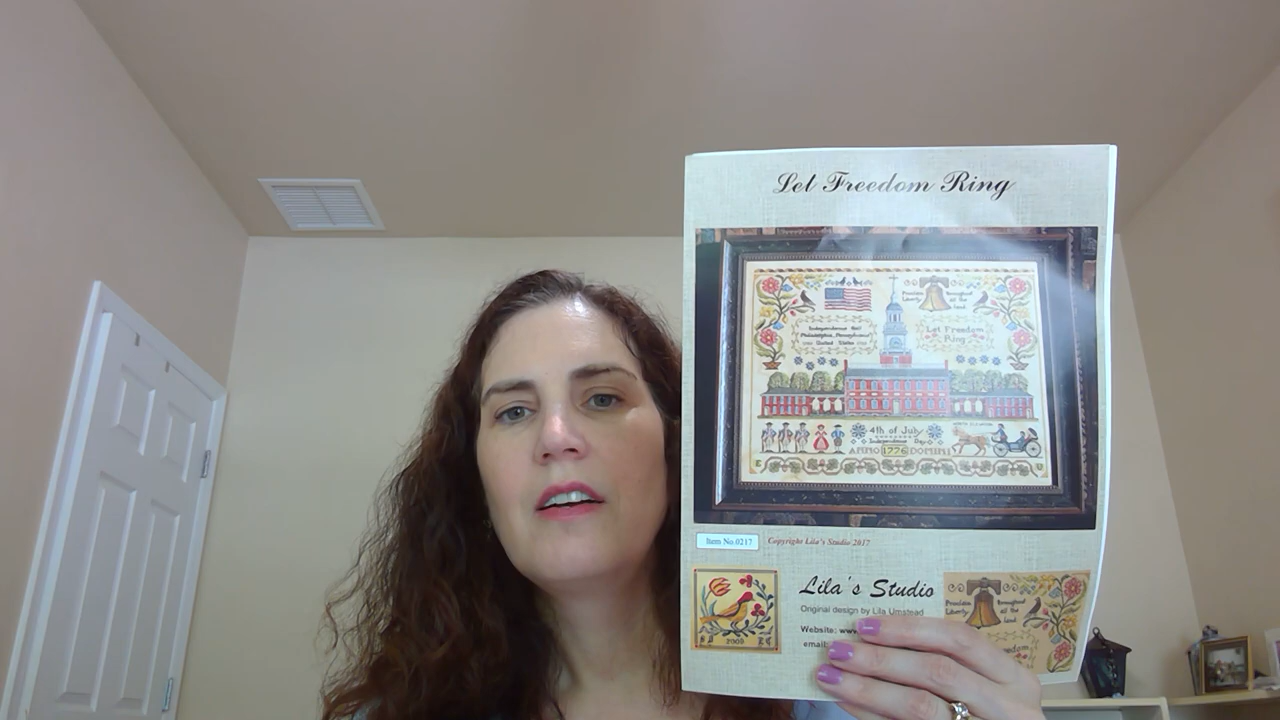 Let Freedom Ring
Proclaim throughout
Liberty all the
land
Independence Hall
Philadelphia, Pennsylvania
United States
Let Freedom
Ring
4th of July
Independence Day
ANNO 1776 DOMINI
Item No.0217
Copyright Lila's Studio 2017
Lila's Studio
Original design by Lila Umstead
Website: www
email:
2009
Proclaim throughout
Liberty all the
land